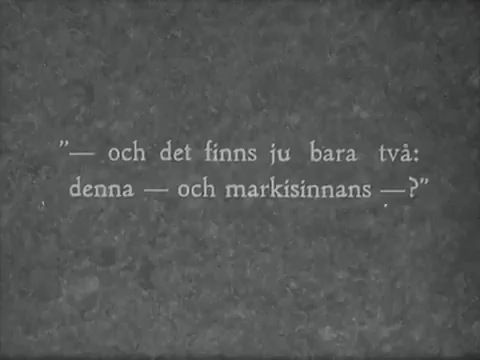 ”— och det finns ju bara två:
denna — och markisinnans —?”